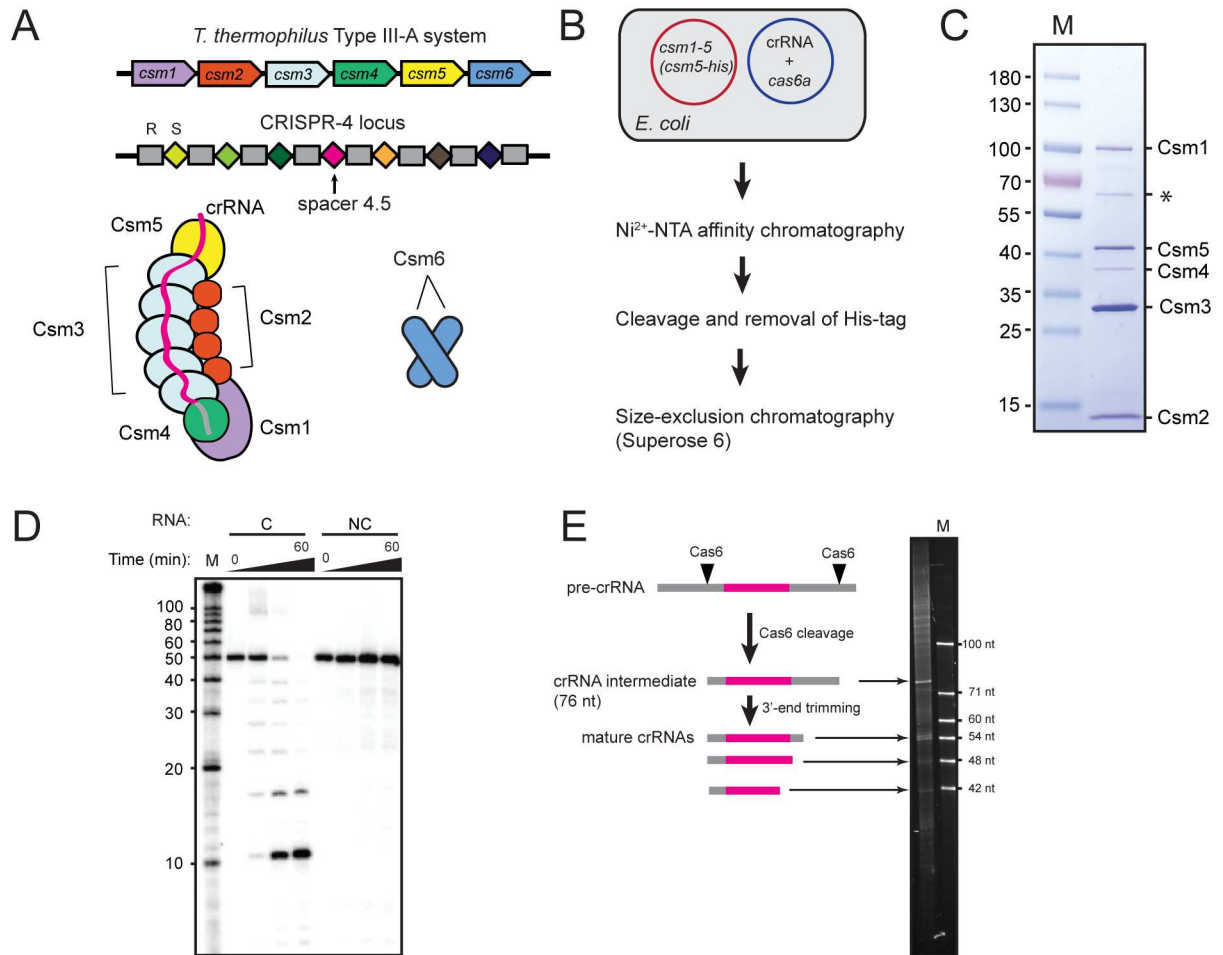 A
T. thermophilus Type III-A system
csm1 csm2 csm3 csm4 csm5 csm6
CRISPR-4 locus
R S
spacer 4.5
crRNA
Csm5
Csm6
Csm3
Csm2
Csm4
Csm1
B
csm1-5
(csm5-his)
crRNA
+
cas6a
E. coli
Ni²⁺-NTA affinity chromatography
Cleavage and removal of His-tag
Size-exclusion chromatography
(Superose 6)
C
M
180
130
100 Csm1
70
*
55
40 Csm5
Csm4
35
Csm3
25
15
Csm2
D
RNA: C NC
Time (min): M 0 60 0 60
100
80
60
50
40
30
20
10
E
M
Cas6 Cas6
pre-crRNA
Cas6 cleavage
100 nt
crRNA intermediate
(76 nt)
71 nt
3'-end trimming
60 nt
mature crRNAs
54 nt
48 nt
42 nt